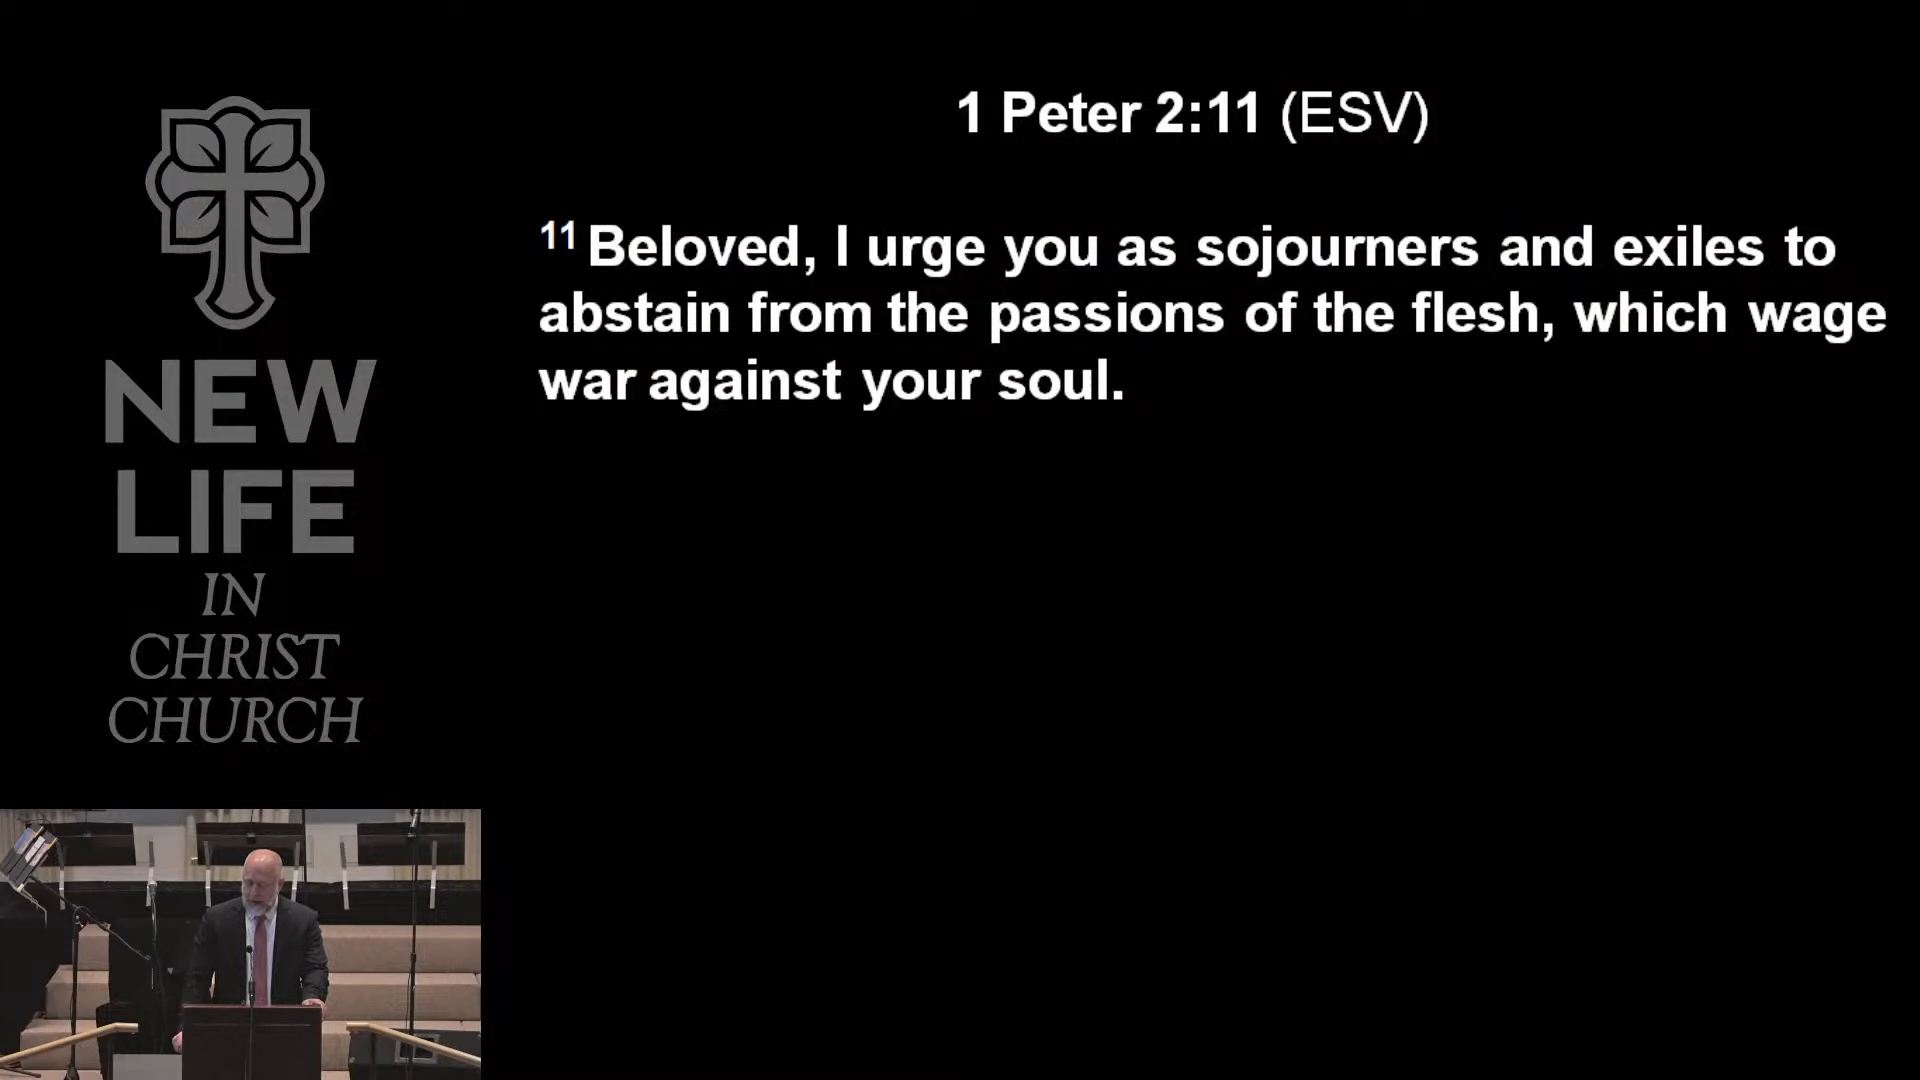 1 Peter 2:11 (ESV)
11 Beloved, I urge you as sojourners and exiles to
abstain from the passions of the flesh, which wage
war against your soul.
NEW
LIFE
IN
CHRIST
CHURCH